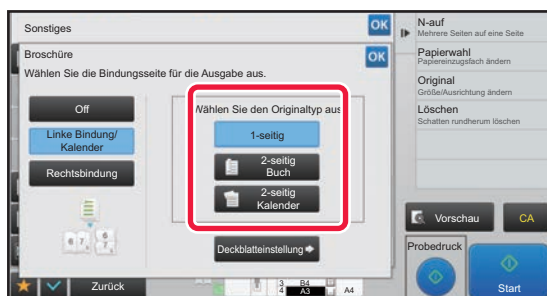 Sonstiges
OK
Broschüre
OK
Wählen Sie die Bindungsseite für die Ausgabe aus.
Off
Linke Bindung/
Kalender
Rechtsbindung
Wählen Sie den Originaltyp aus
1-seitig
2-seitig
Buch
2-seitig
Kalender
Deckblatteinstellung
Zurück
3 B4
4 A3
A4
N-auf
Mehrere Seiten auf eine Seite
Papierwahl
Papiereinzugsfach ändern
Original
Größe/Ausrichtung ändern
Löschen
Schatten rundherum löschen
Vorschau
CA
Probedruck
Start